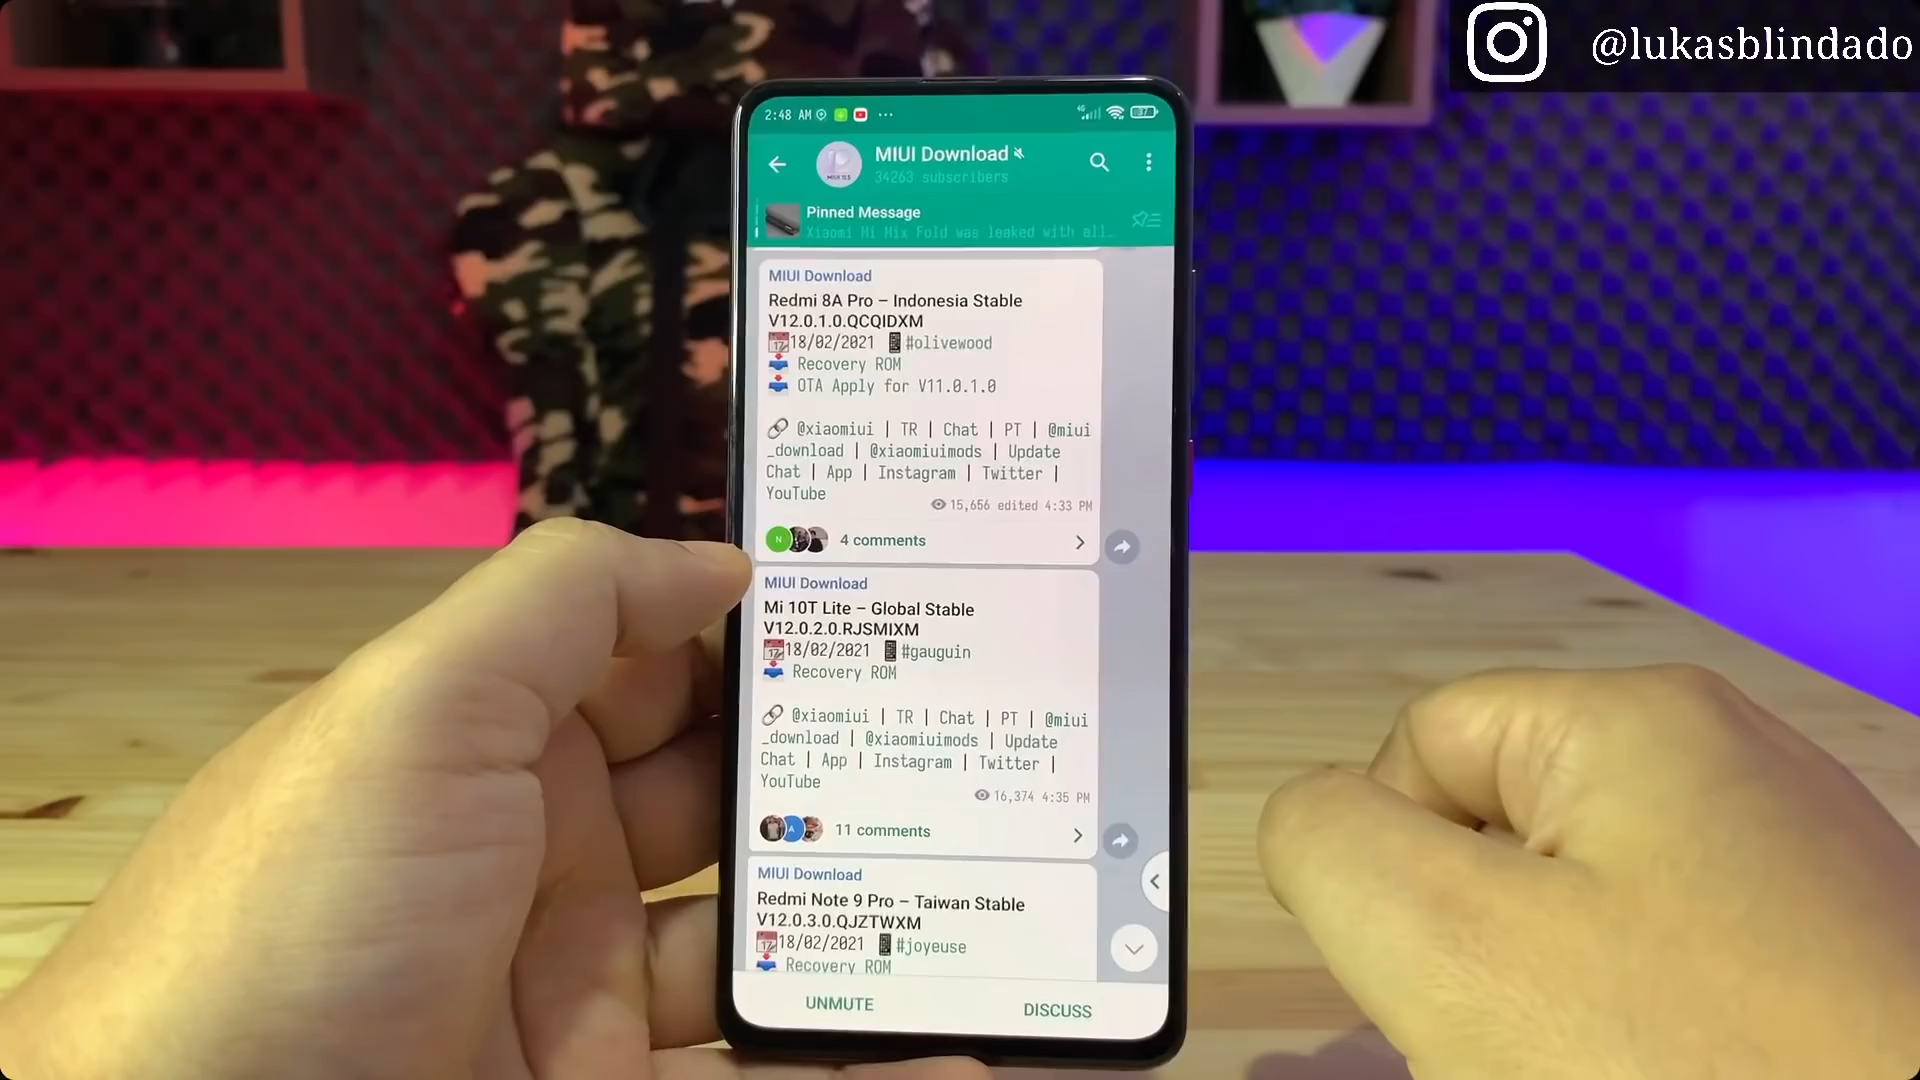 @lukasblindado
2:48 AM
4G
37
MIUI Download
34263 subscribers
Pinned Message
Xiaomi Mi Mix Fold was leaked with all…
MIUI Download
Redmi 8A Pro – Indonesia Stable
V12.0.1.0.QCQIDXM
18/02/2021 #olivewood
Recovery ROM
OTA Apply for V11.0.1.0
@xiaomiui | TR | Chat | PT | @miui
_download | @xiaomiuimods | Update
Chat | App | Instagram | Twitter |
YouTube
15,656 edited 4:33 PM
N
4 comments
MIUI Download
Mi 10T Lite – Global Stable
V12.0.2.0.RJSMIXM
18/02/2021 #gauguin
Recovery ROM
@xiaomiui | TR | Chat | PT | @miui
_download | @xiaomiuimods | Update
Chat | App | Instagram | Twitter |
YouTube
16,374 4:35 PM
A
11 comments
MIUI Download
Redmi Note 9 Pro – Taiwan Stable
V12.0.3.0.QJZTWXM
18/02/2021 #joyeuse
Recovery ROM
UNMUTE
DISCUSS